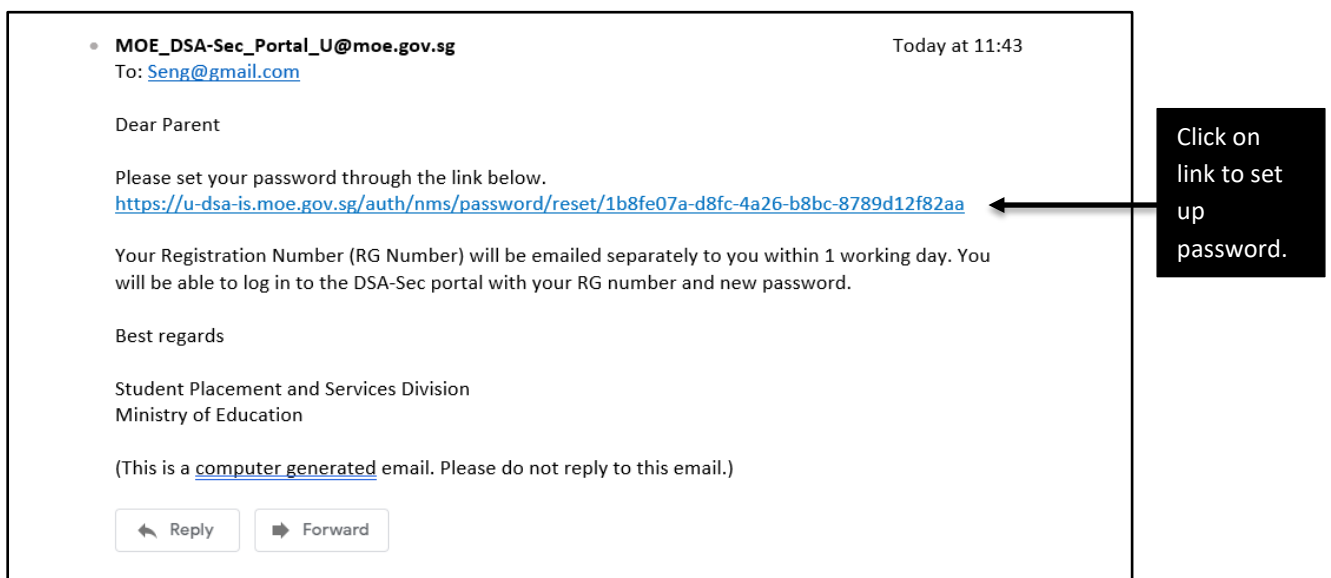 MOE_DSA-Sec_Portal_U@moe.gov.sg Today at 11:43
To: Seng@gmail.com
Dear Parent
Please set your password through the link below.
https://u-dsa-is.moe.gov.sg/auth/nms/password/reset/1b8fe07a-d8fc-4a26-b8bc-8789d12f82aa
Your Registration Number (RG Number) will be emailed separately to you within 1 working day. You
will be able to log in to the DSA-Sec portal with your RG number and new password.
Best regards
Student Placement and Services Division
Ministry of Education
(This is a computer generated email. Please do not reply to this email.)
Reply Forward
Click on
link to set
up
password.